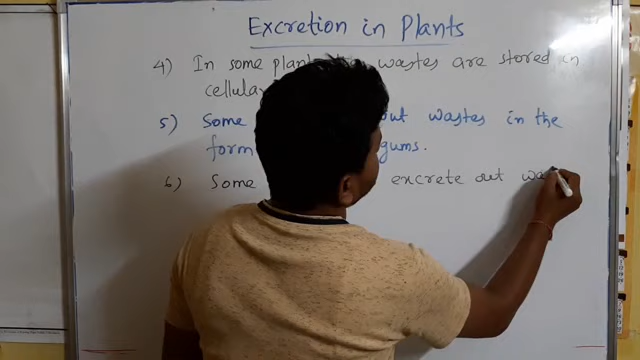 Excretion in Plants
4) In some plants wastes are stored in
cellular
5) Some out wastes in the
form gums.
6) Some excrete out wa